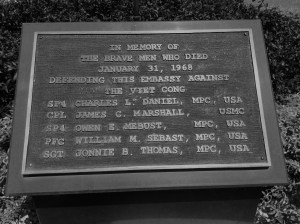 IN MEMORY OF
THE BRAVE MEN WHO DIED
JANUARY 31, 1968
DEFENDING THIS EMBASSY AGAINST
THE VIET CONG
SP4 CHARLES L. DANIEL, MPC, USA
CPL JAMES C. MARSHALL, USMC
SP4 OWEN E. MEBUST, MPC, USA
PFC WILLIAM M. SEBAST, MPC, USA
SGT JONNIE B. THOMAS, MPC, USA